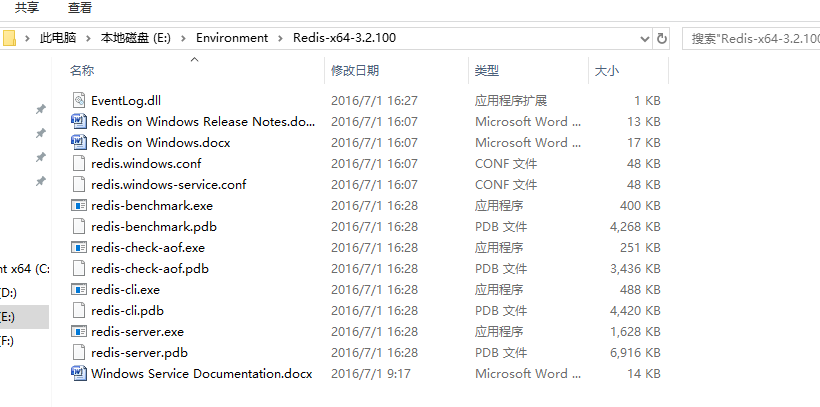 共享 查看
此电脑 本地磁盘 (E:) Environment Redis-x64-3.2.100 搜索"Redis-x64-3.2.100
名称 修改日期 类型 大小
EventLog.dll 2016/7/1 16:27 应用程序扩展 1 KB
Redis on Windows Release Notes.do... 2016/7/1 16:07 Microsoft Word ... 13 KB
Redis on Windows.docx 2016/7/1 16:07 Microsoft Word ... 17 KB
redis.windows.conf 2016/7/1 16:07 CONF 文件 48 KB
redis.windows-service.conf 2016/7/1 16:07 CONF 文件 48 KB
redis-benchmark.exe 2016/7/1 16:28 应用程序 400 KB
redis-benchmark.pdb 2016/7/1 16:28 PDB 文件 4,268 KB
redis-check-aof.exe 2016/7/1 16:28 应用程序 251 KB
redis-check-aof.pdb 2016/7/1 16:28 PDB 文件 3,436 KB
nt x64 (C:
redis-cli.exe 2016/7/1 16:28 应用程序 488 KB
(D:)
redis-cli.pdb 2016/7/1 16:28 PDB 文件 4,420 KB
(E:)
redis-server.exe 2016/7/1 16:28 应用程序 1,628 KB
(F:)
redis-server.pdb 2016/7/1 16:28 PDB 文件 6,916 KB
Windows Service Documentation.docx 2016/7/1 9:17 Microsoft Word ... 14 KB